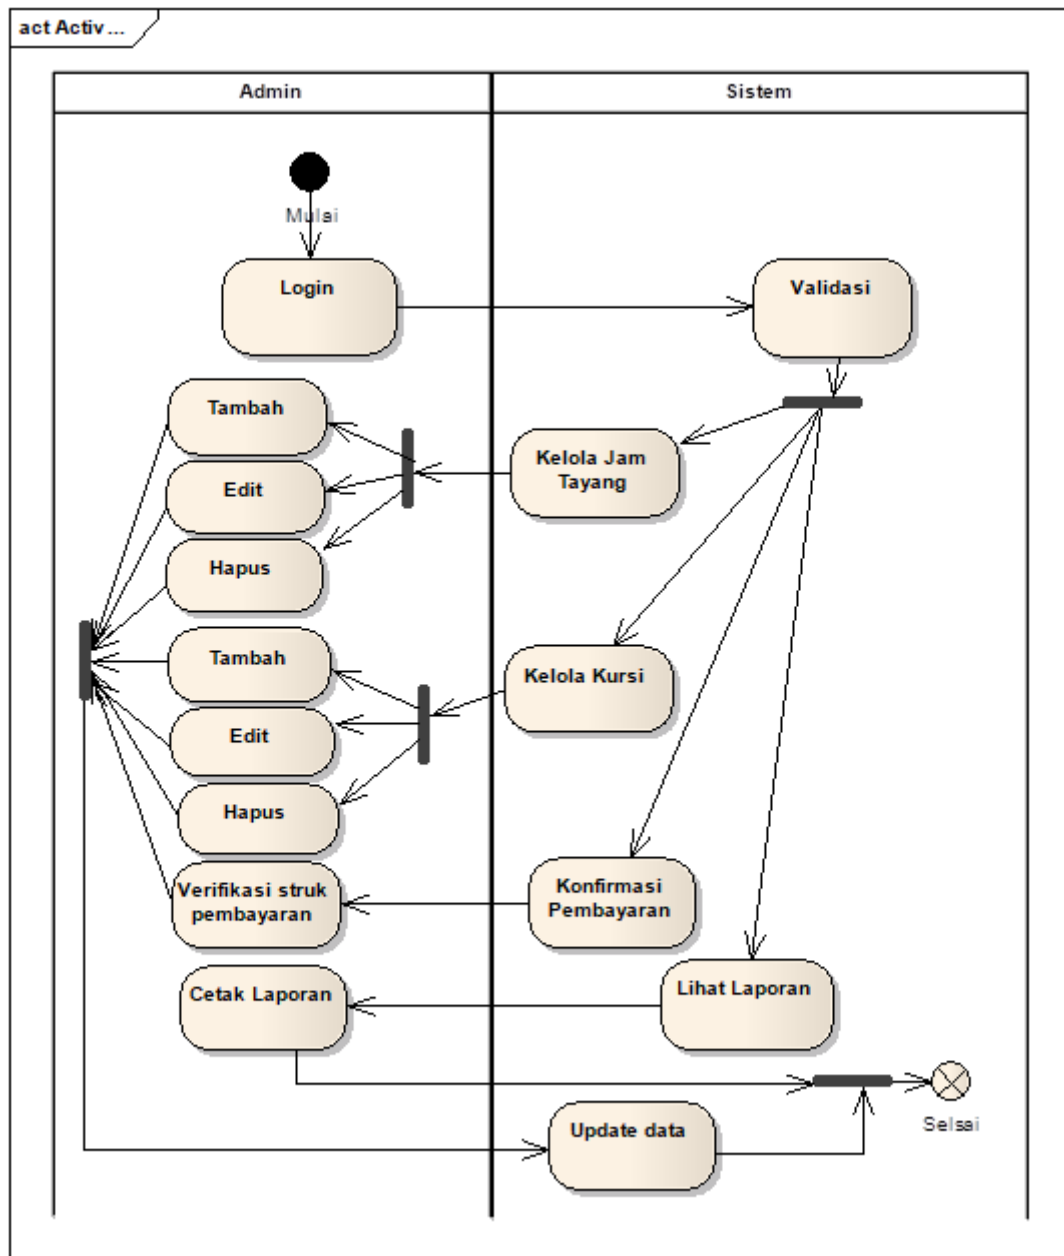 act Activ...
Admin
Sistem
Mulai
Login
Validasi
Tambah
Kelola Jam
Tayang
Edit
Hapus
Tambah
Kelola Kursi
Edit
Hapus
Verifikasi struk
pembayaran
Konfirmasi
Pembayaran
Cetak Laporan
Lihat Laporan
Selsai
Update data